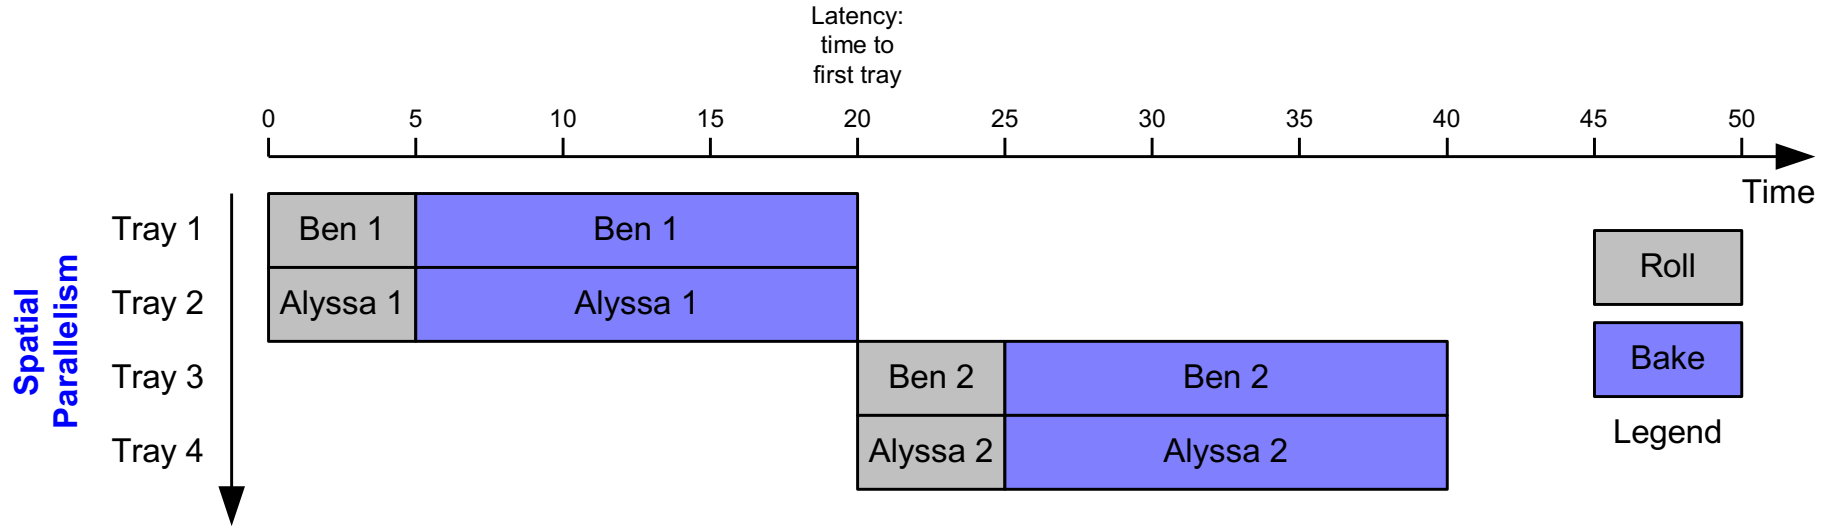 Latency:
time to
first tray
0 5 10 15 20 25 30 35 40 45 50
Time
Spatial
Parallelism
Tray 1 Ben 1 Ben 1
Tray 2 Alyssa 1 Alyssa 1
Tray 3 Ben 2 Ben 2
Tray 4 Alyssa 2 Alyssa 2
Roll
Bake
Legend